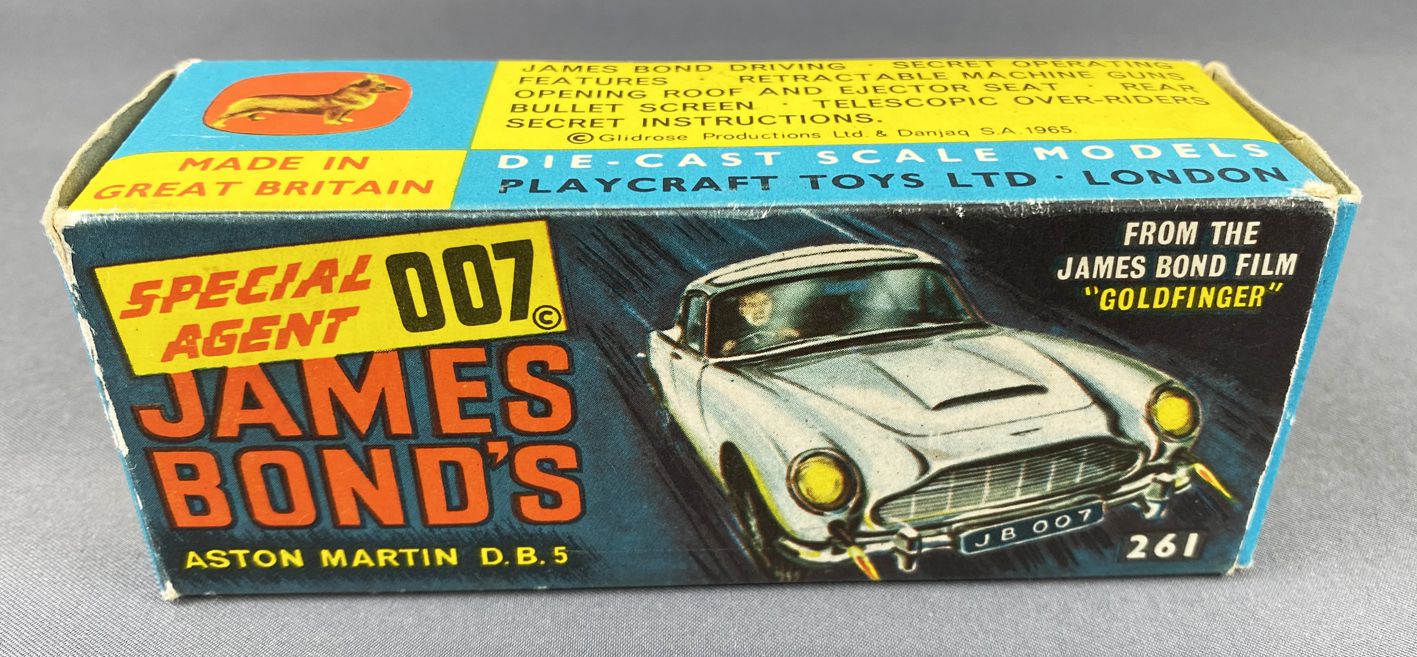 JAMES BOND DRIVING · SECRET OPERATING
FEATURES · RETRACTABLE MACHINE GUNS
OPENING ROOF AND EJECTOR SEAT · REAR
BULLET SCREEN · TELESCOPIC OVER-RIDERS
SECRET INSTRUCTIONS.
© Glidrose Productions Ltd. & Danjaq S.A. 1965.
MADE IN
GREAT BRITAIN
DIE-CAST SCALE MODELS
PLAYCRAFT TOYS LTD · LONDON
SPECIAL
AGENT
007©
JAMES
BOND'S
ASTON MARTIN D.B.5
FROM THE
JAMES BOND FILM
"GOLDFINGER"
JB 007
261